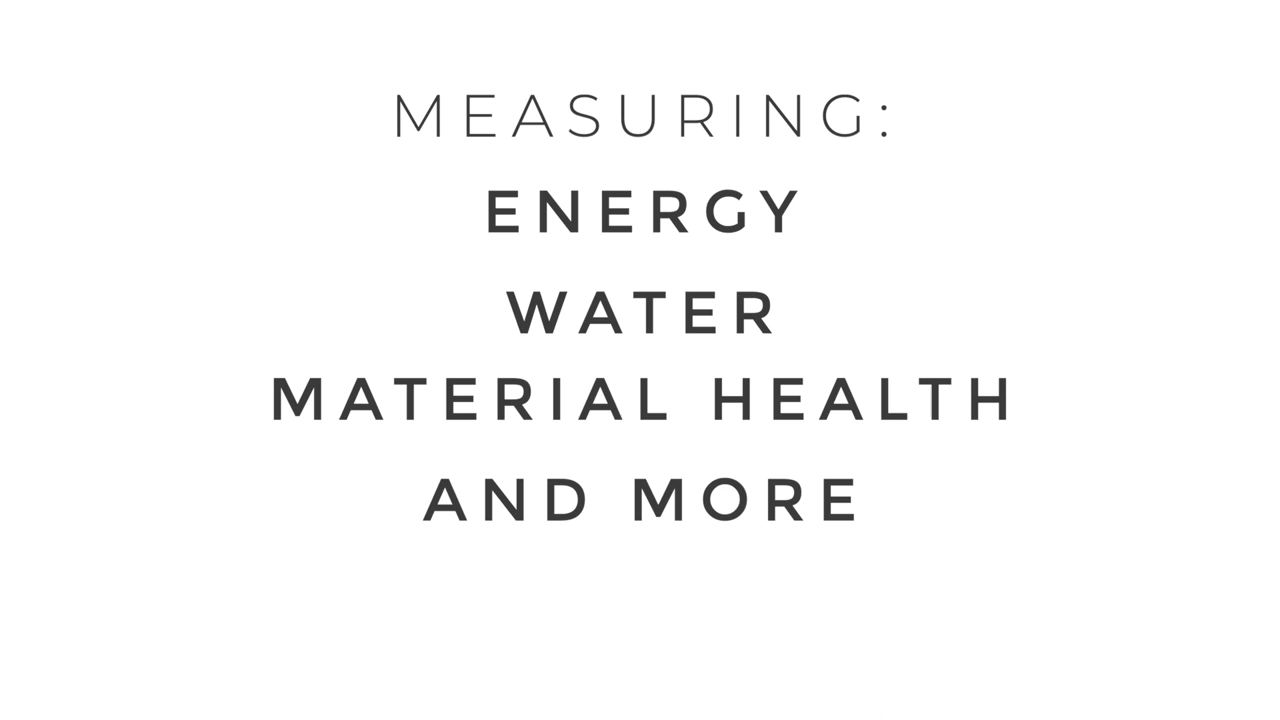 MEASURING:
ENERGY
WATER
MATERIAL HEALTH
AND MORE